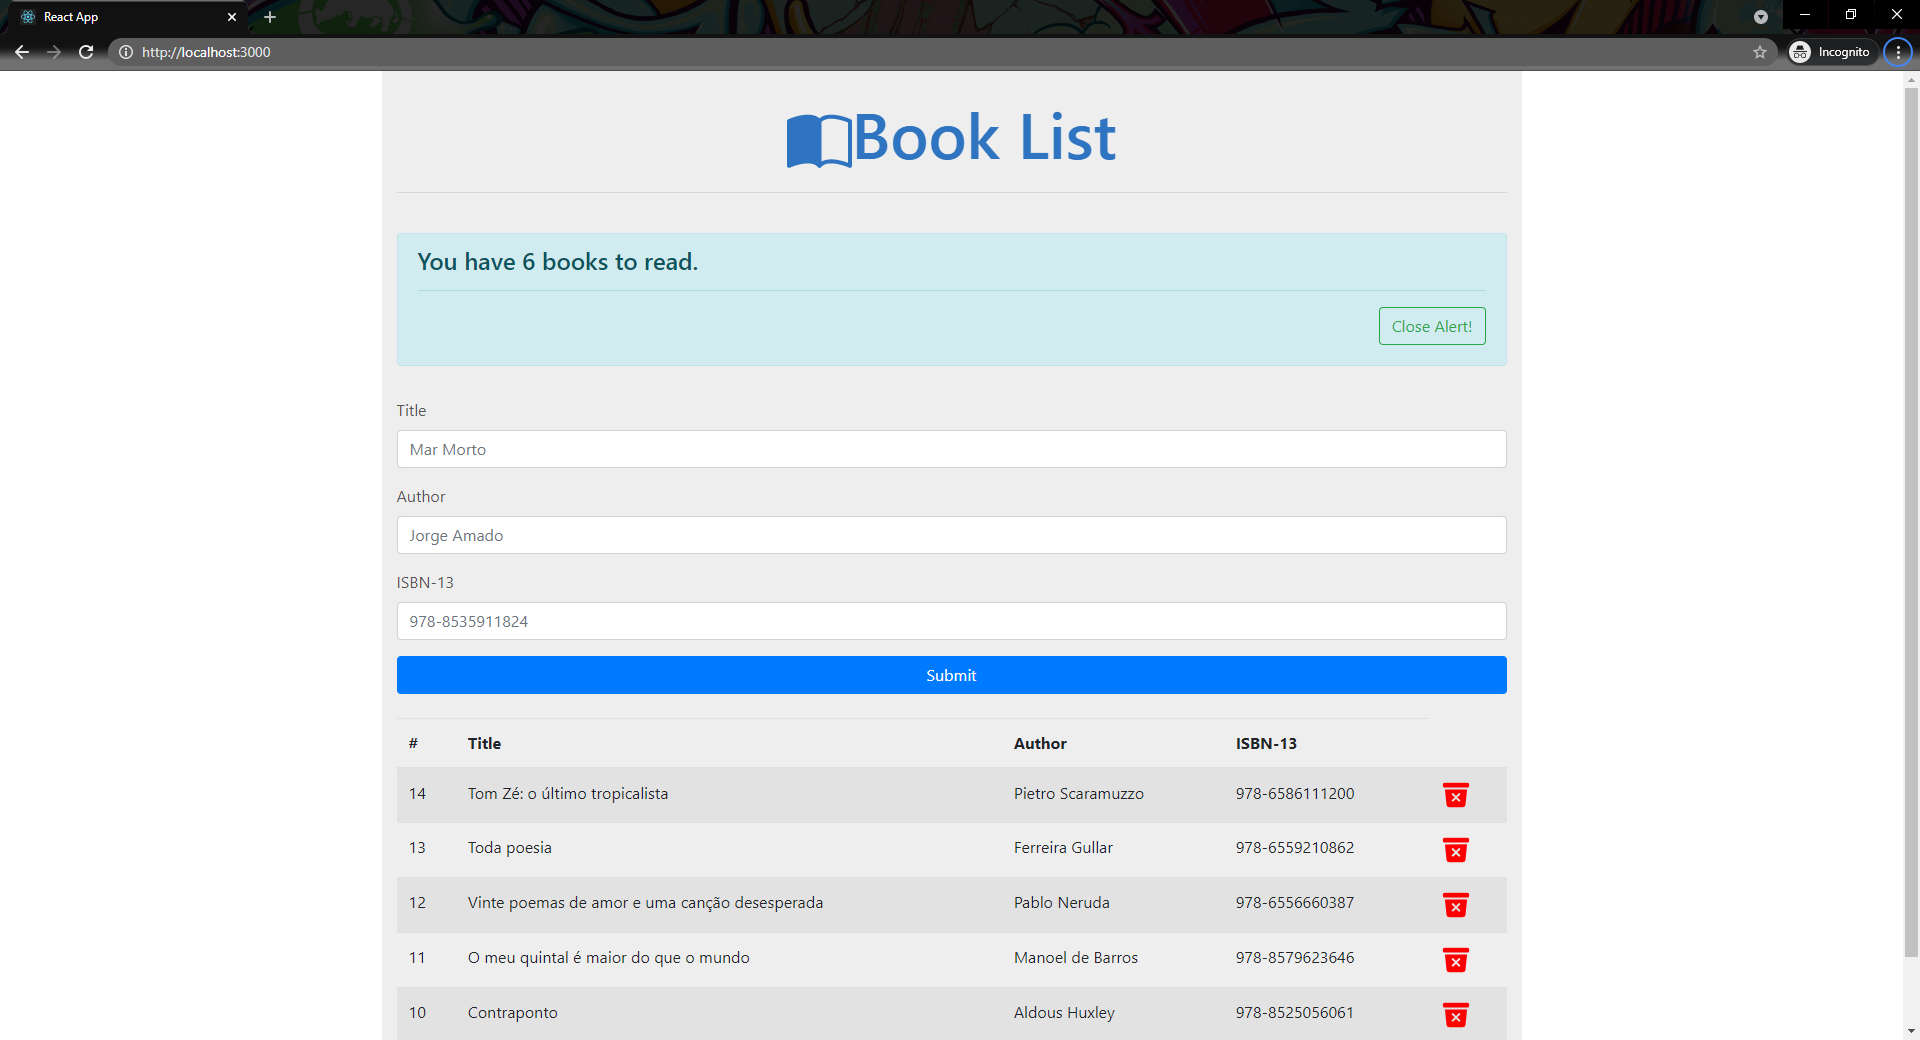 React App
http://localhost:3000
Incognito
Book List
You have 6 books to read.
Close Alert!
Title
Mar Morto
Author
Jorge Amado
ISBN-13
978-8535911824
Submit
# Title Author ISBN-13
14 Tom Zé: o último tropicalista Pietro Scaramuzzo 978-6586111200
13 Toda poesia Ferreira Gullar 978-6559210862
12 Vinte poemas de amor e uma canção desesperada Pablo Neruda 978-6556660387
11 O meu quintal é maior do que o mundo Manoel de Barros 978-8579623646
10 Contraponto Aldous Huxley 978-8525056061